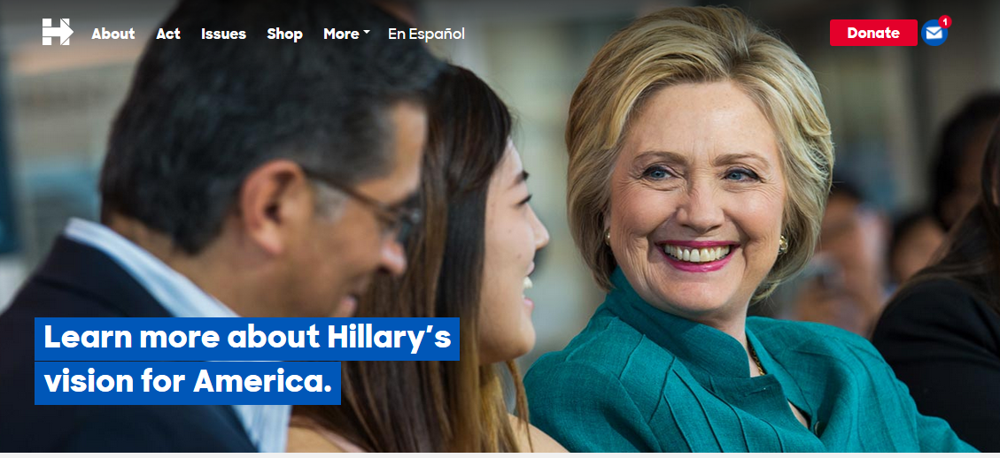 About Act Issues Shop More En Español Donate 1
Learn more about Hillary’s
vision for America.